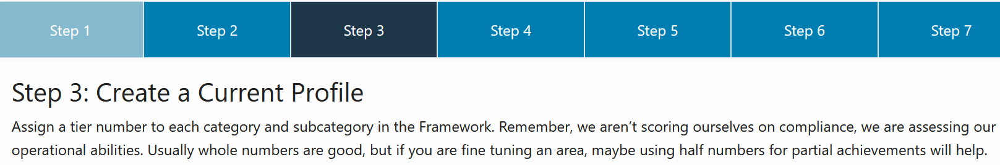 Step 1 Step 2 Step 3 Step 4 Step 5 Step 6 Step 7
Step 3: Create a Current Profile
Assign a tier number to each category and subcategory in the Framework. Remember, we aren’t scoring ourselves on compliance, we are assessing our
operational abilities. Usually whole numbers are good, but if you are fine tuning an area, maybe using half numbers for partial achievements will help.